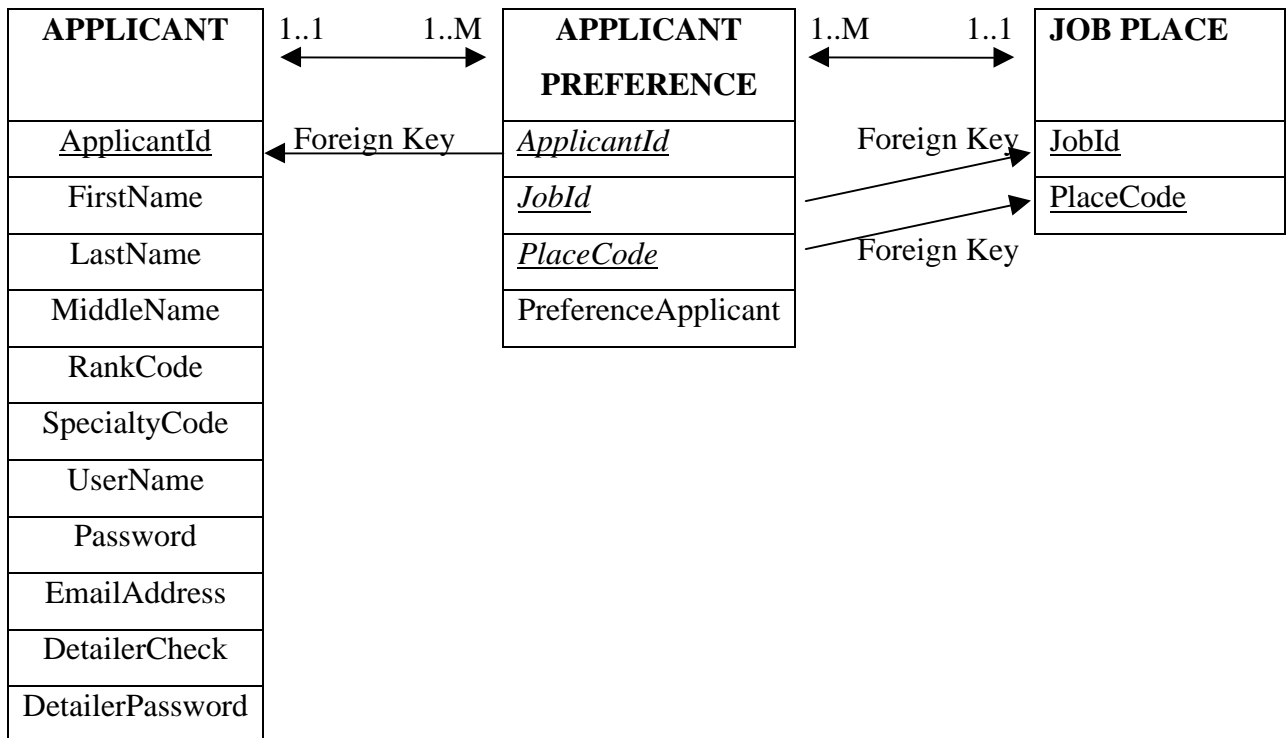 APPLICANT
1..1 1..M
APPLICANT
PREFERENCE
1..M 1..1
JOB PLACE
ApplicantId
FirstName
LastName
MiddleName
RankCode
SpecialtyCode
UserName
Password
EmailAddress
DetailerCheck
DetailerPassword
Foreign Key
ApplicantId
JobId
PlaceCode
PreferenceApplicant
Foreign Key
Foreign Key
JobId
PlaceCode